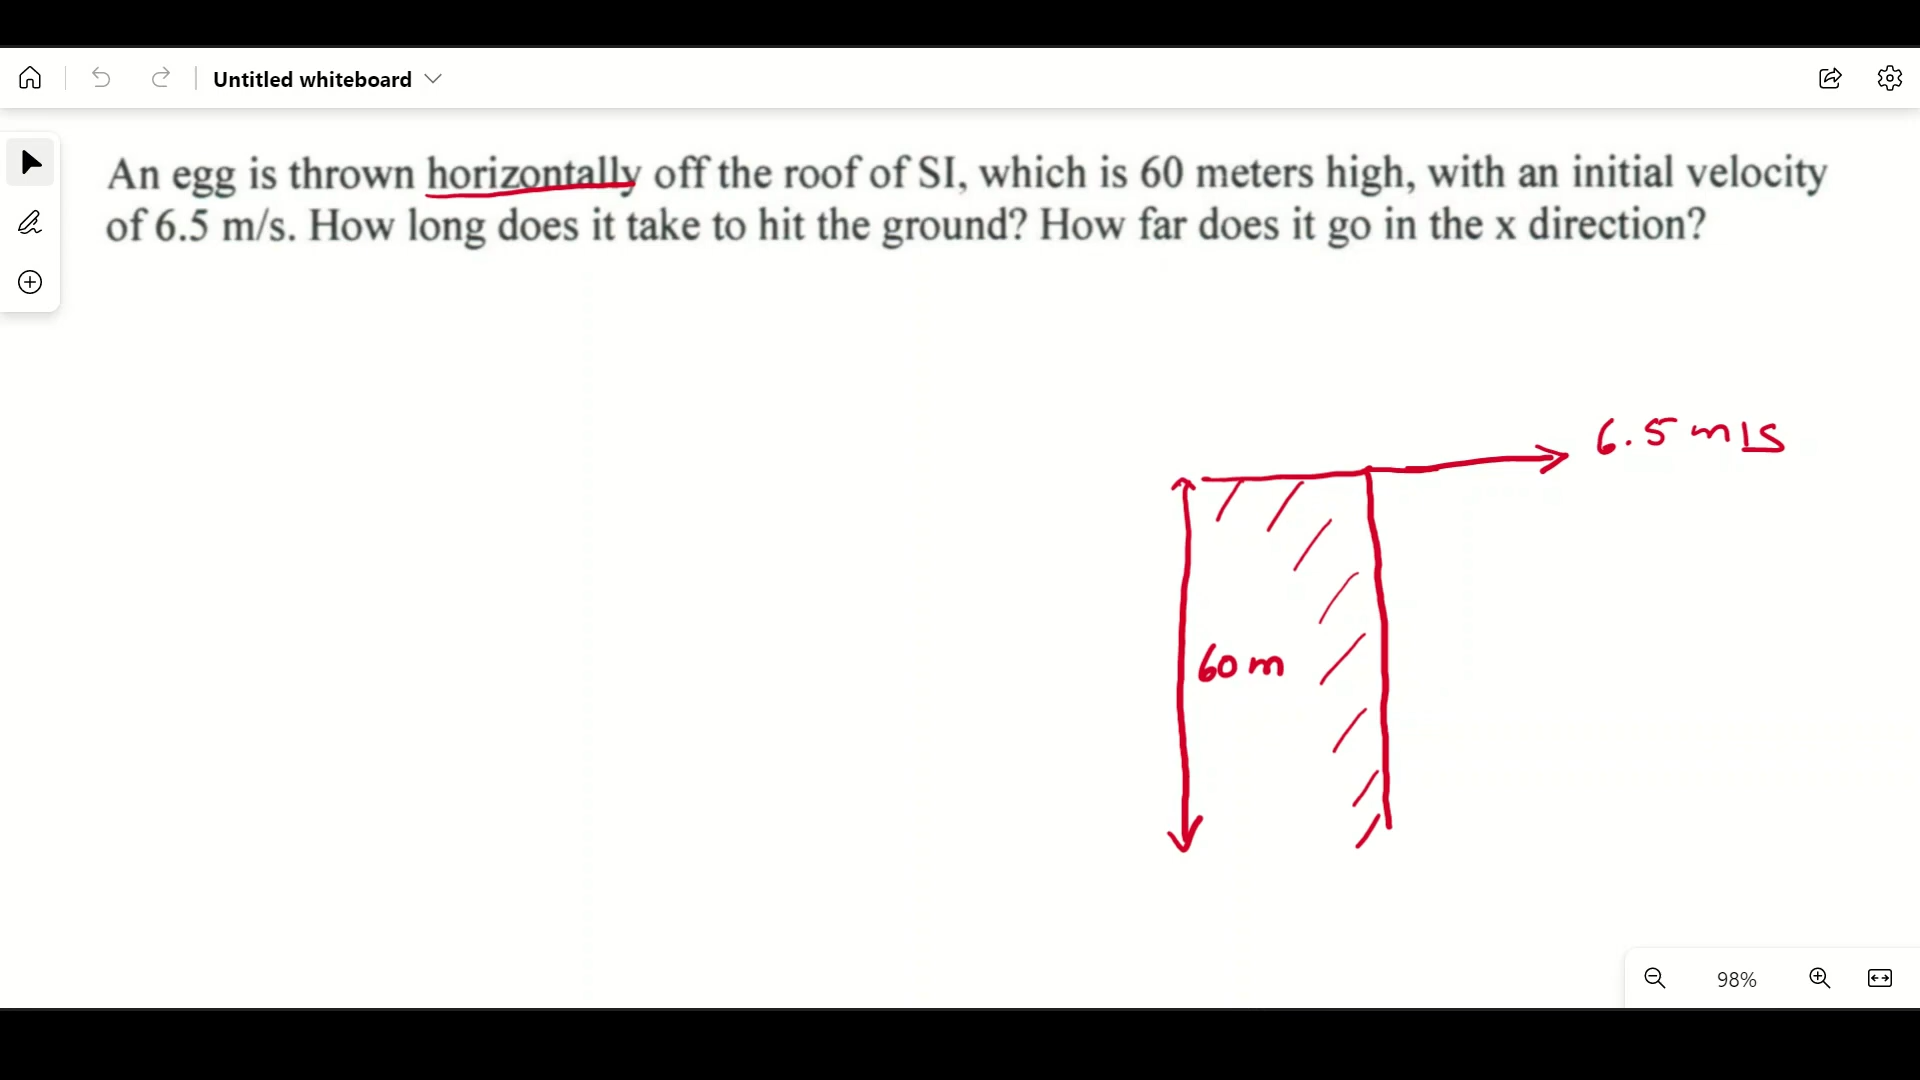 Untitled whiteboard
An egg is thrown horizontally off the roof of SI, which is 60 meters high, with an initial velocity
of 6.5 m/s. How long does it take to hit the ground? How far does it go in the x direction?
6.5 m/s
60 m
98%